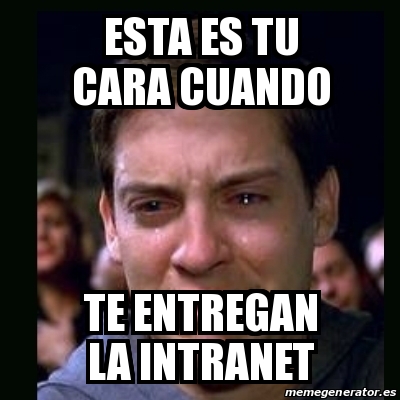 ESTA ES TU
CARA CUANDO
TE ENTREGAN
LA INTRANET
memegenerator.es